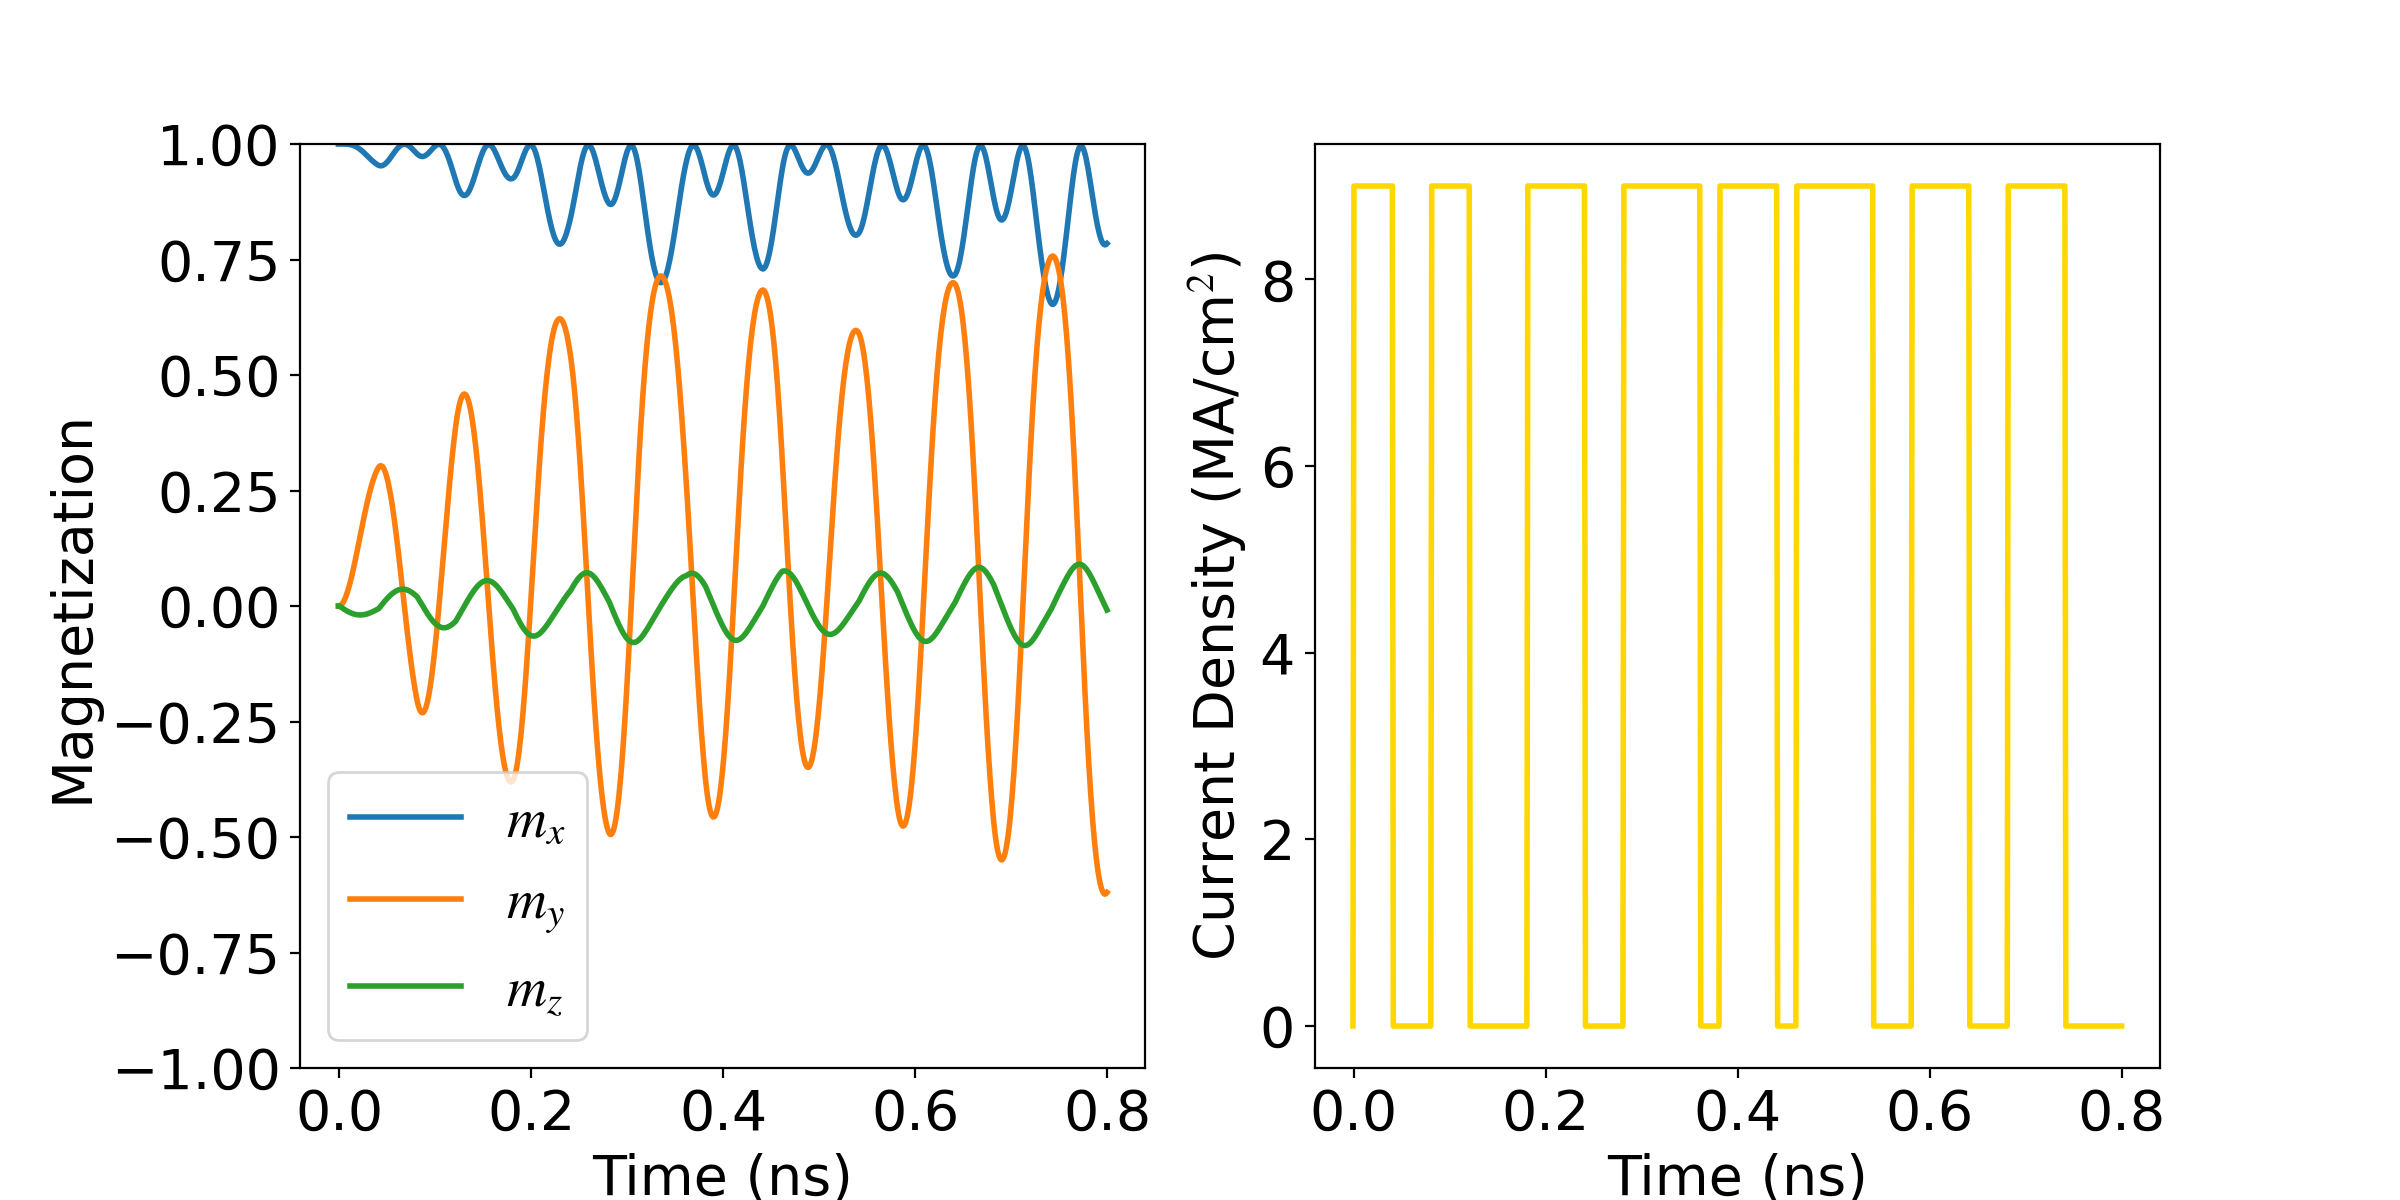 1.00
0.75
0.50
0.25
0.00
−0.25
−0.50
−0.75
−1.00
Magnetization
m_x
m_y
m_z
0.0 0.2 0.4 0.6 0.8
Time (ns)
8
6
4
2
0
Current Density (MA/cm²)
0.0 0.2 0.4 0.6 0.8
Time (ns)